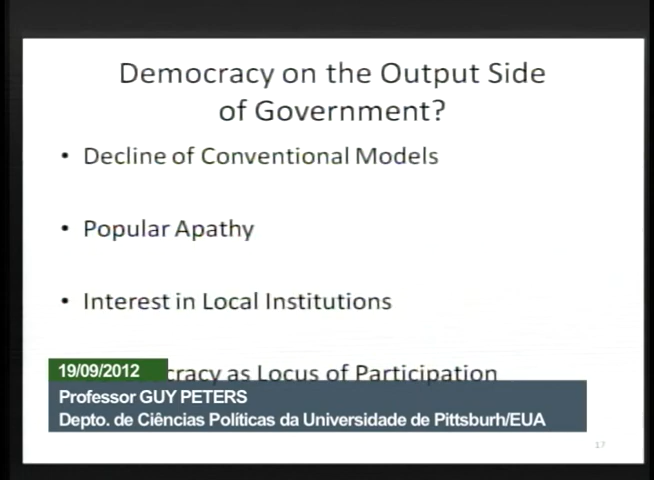 Democracy on the Output Side
of Government?
• Decline of Conventional Models
• Popular Apathy
• Interest in Local Institutions
cracy as Locus of Participation
19/09/2012
Professor GUY PETERS
Depto. de Ciências Políticas da Universidade de Pittsburh/EUA
17